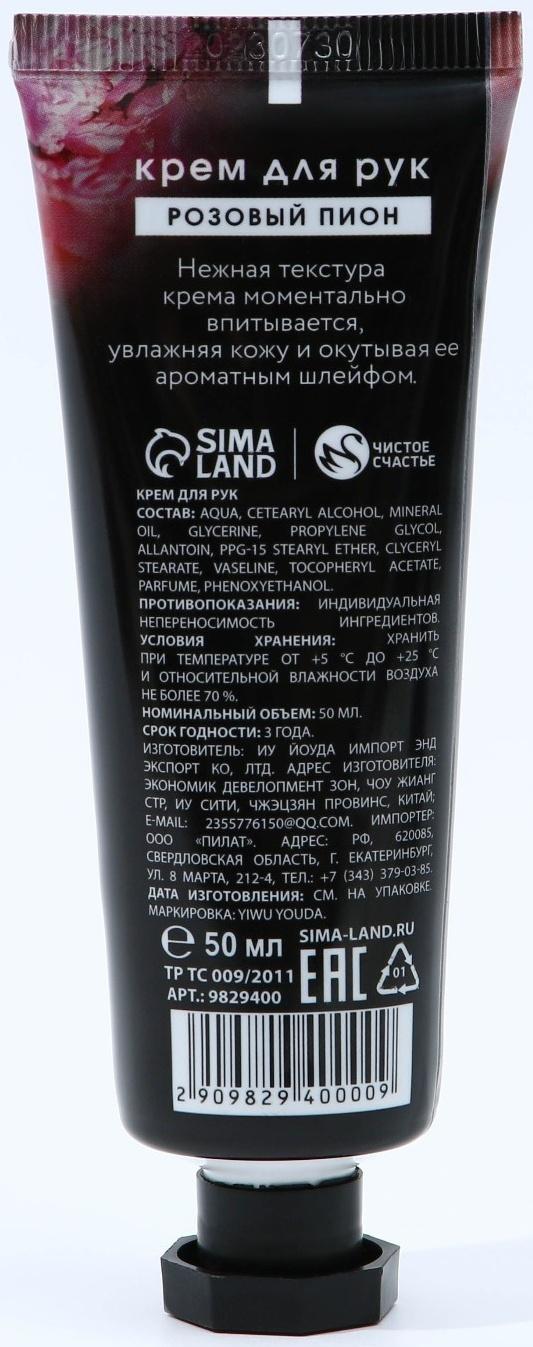 20230730
крем для рук
РОЗОВЫЙ ПИОН
Нежная текстура
крема моментально
впитывается,
увлажняя кожу и окутывая ее
ароматным шлейфом.
SIMA LAND
ЧИСТОЕ СЧАСТЬЕ
КРЕМ ДЛЯ РУК
СОСТАВ: AQUA, CETEARYL ALCOHOL, MINERAL
OIL, GLYCERINE, PROPYLENE GLYCOL,
ALLANTOIN, PPG-15 STEARYL ETHER, CLYCERYL
STEARATE, VASELINE, TOCOPHERYL ACETATE,
PARFUME, PHENOXYETHANOL.
ПРОТИВОПОКАЗАНИЯ: ИНДИВИДУАЛЬНАЯ
НЕПЕРЕНОСИМОСТЬ ИНГРЕДИЕНТОВ.
УСЛОВИЯ ХРАНЕНИЯ: ХРАНИТЬ
ПРИ ТЕМПЕРАТУРЕ ОТ +5 °С ДО +25 °С
И ОТНОСИТЕЛЬНОЙ ВЛАЖНОСТИ ВОЗДУХА
НЕ БОЛЕЕ 70 %.
НОМИНАЛЬНЫЙ ОБЪЕМ: 50 МЛ.
СРОК ГОДНОСТИ: 3 ГОДА.
ИЗГОТОВИТЕЛЬ: ИУ ЙОУДА ИМПОРТ ЭНД
ЭКСПОРТ КО, ЛТД. АДРЕС ИЗГОТОВИТЕЛЯ:
ЭКОНОМИК ДЕВЕЛОПМЕНТ ЗОН, ЧОУ ЖИАНГ
СТР, ИУ СИТИ, ЧЖЭЦЗЯН ПРОВИНС, КИТАЙ;
E-MAIL: 2355776150@QQ.COM. ИМПОРТЕР:
ООО «ПИЛАТ». АДРЕС: РФ, 620085,
СВЕРДЛОВСКАЯ ОБЛАСТЬ, Г. ЕКАТЕРИНБУРГ,
УЛ. 8 МАРТА, 212-4, ТЕЛ.: +7 (343) 379-03-85.
ДАТА ИЗГОТОВЛЕНИЯ: СМ. НА УПАКОВКЕ.
МАРКИРОВКА: YIWU YOUDA.
℮ 50 МЛ SIMA-LAND.RU
ТР ТС 009/2011 EAC 01
АРТ.: 9829400
2 909829 400009